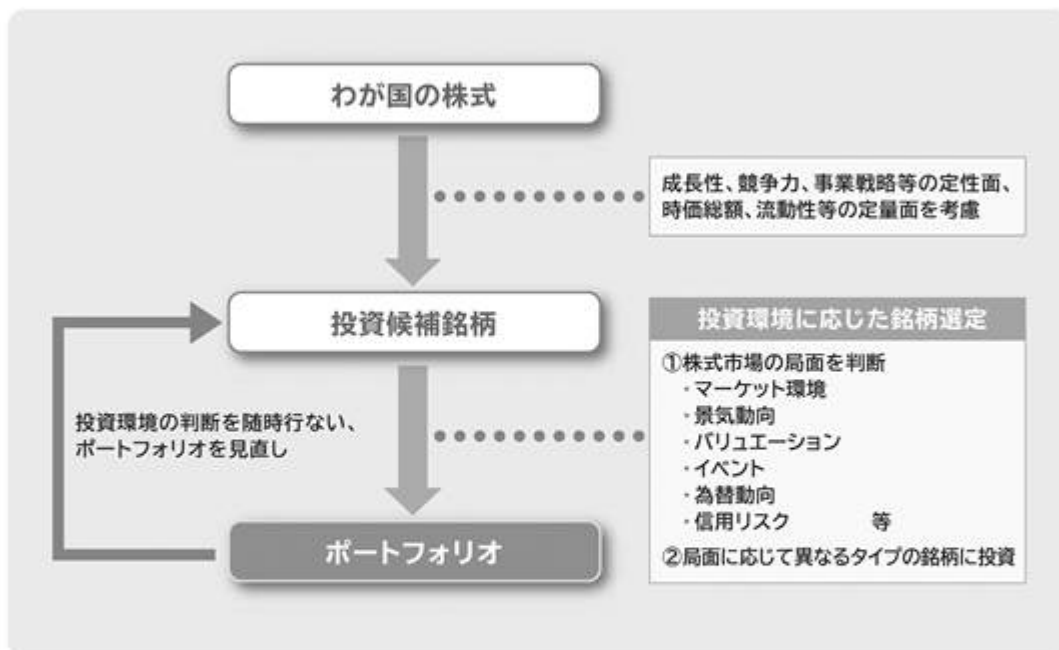 わが国の株式
成長性、競争力、事業戦略等の定性面、
時価総額、流動性等の定量面を考慮
投資候補銘柄
投資環境に応じた銘柄選定
①株式市場の局面を判断
・マーケット環境
・景気動向
・バリュエーション
・イベント
・為替動向
・信用リスク 等
②局面に応じて異なるタイプの銘柄に投資
投資環境の判断を随時行ない、
ポートフォリオを見直し
ポートフォリオ